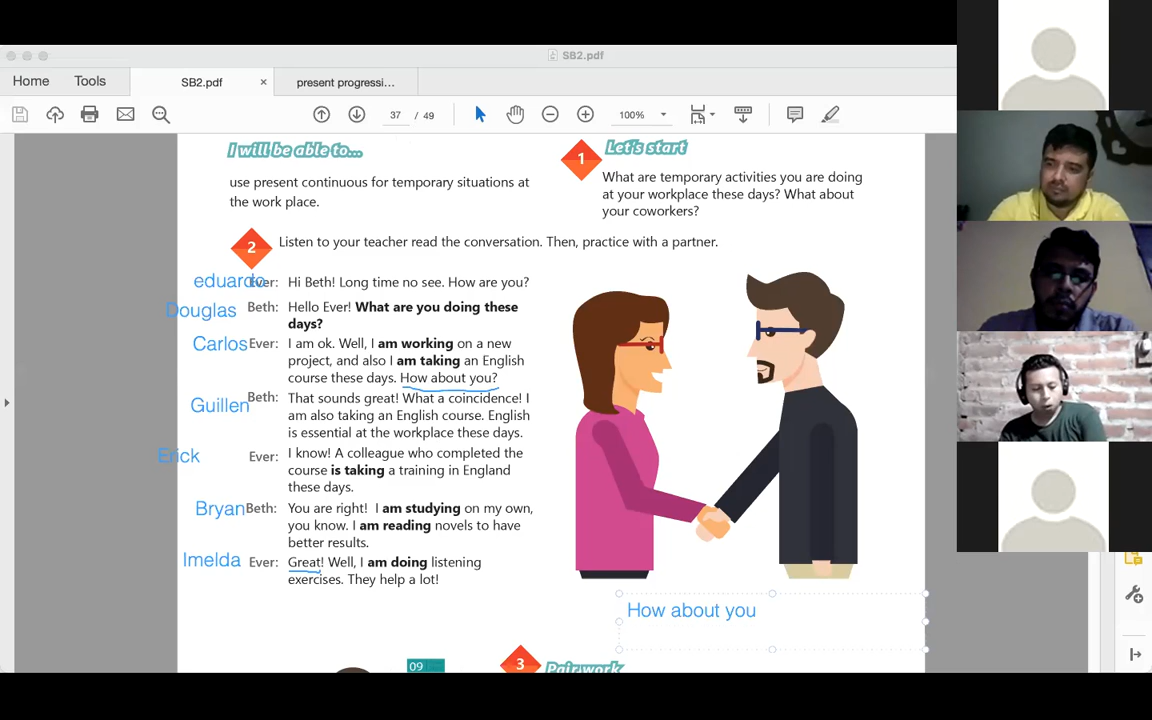 SB2.pdf
Home Tools SB2.pdf × present progressi...
37 / 49 100%
I will be able to...
use present continuous for temporary situations at
the work place.
1 Let's start
What are temporary activities you are doing
at your workplace these days? What about
your coworkers?
2 Listen to your teacher read the conversation. Then, practice with a partner.
eduardo Ever: Hi Beth! Long time no see. How are you?
Douglas Beth: Hello Ever! What are you doing these
days?
Carlos Ever: I am ok. Well, I am working on a new
project, and also I am taking an English
course these days. How about you?
Guillen Beth: That sounds great! What a coincidence! I
am also taking an English course. English
is essential at the workplace these days.
Erick Ever: I know! A colleague who completed the
course is taking a training in England
these days.
Bryan Beth: You are right! I am studying on my own,
you know. I am reading novels to have
better results.
Imelda Ever: Great! Well, I am doing listening
exercises. They help a lot!
How about you
09
3 Pair work